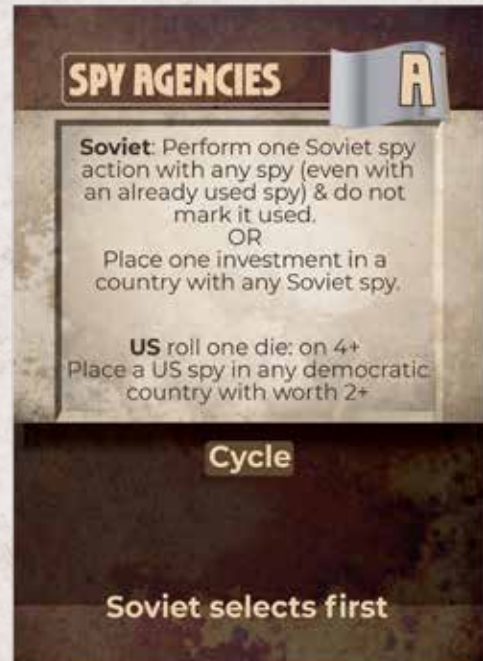 SPY AGENCIES
A
Soviet: Perform one Soviet spy
action with any spy (even with
an already used spy) & do not
mark it used.
OR
Place one investment in a
country with any Soviet spy.
US roll one die: on 4+
Place a US spy in any democratic
country with worth 2+
Cycle
Soviet selects first